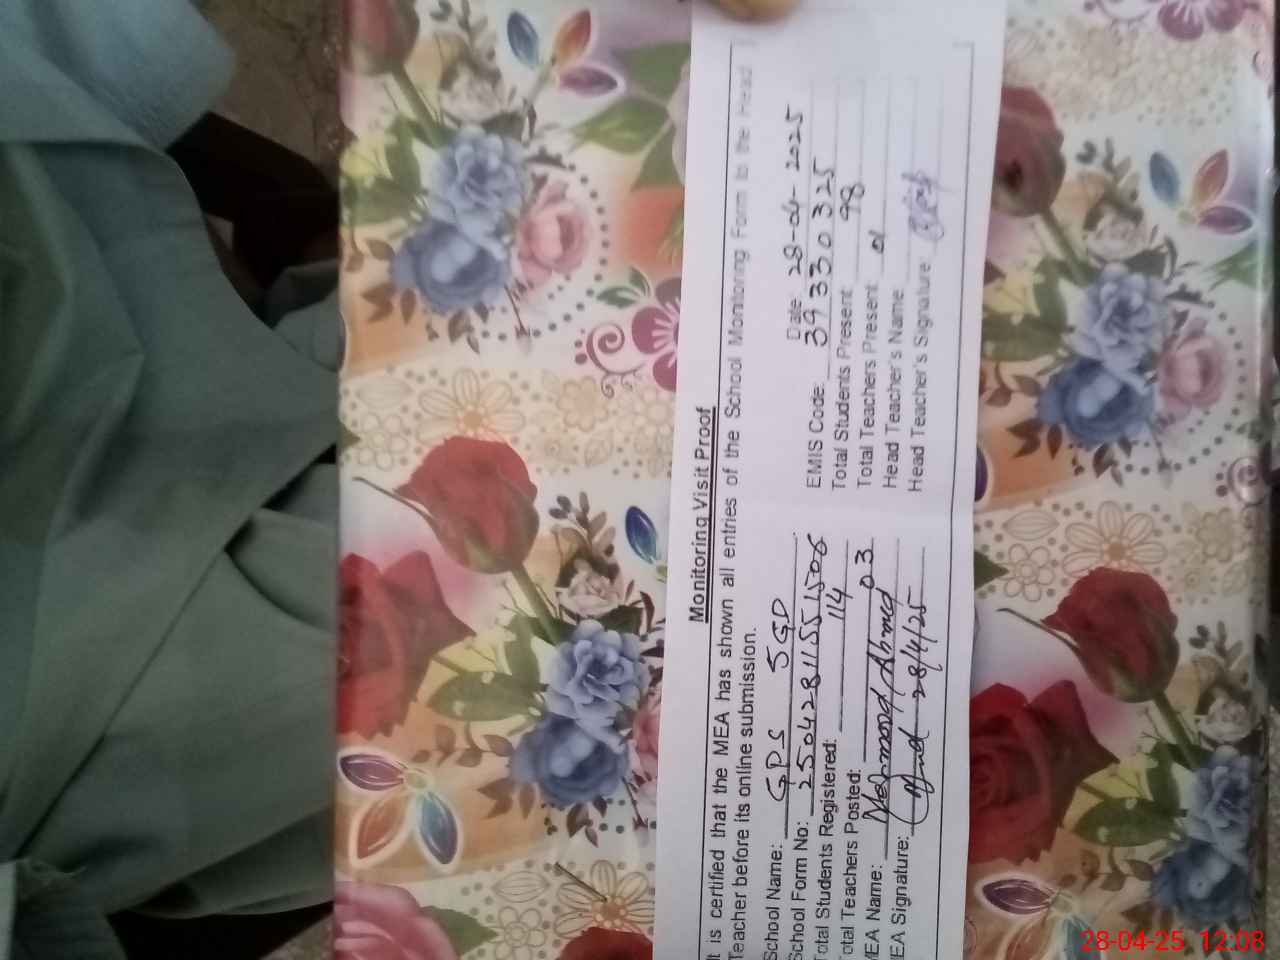 Monitoring Visit Proof
It is certified that the MEA has shown all entries of the School Monitoring Form to the Head
Teacher before its online submission.
Date: 28-04-2025
School Name: GPS 5GD
EMIS Code: 39330325
School Form No: 25042811551506
Total Students Present 98
Total Students Registered: 114
Total Teachers Present 01
Total Teachers Posted: 03
Head Teacher's Name
MEA Name: Mehmood Ahmed
Head Teacher's Signature:
MEA Signature: 28/4/25
28-04-25 12:08